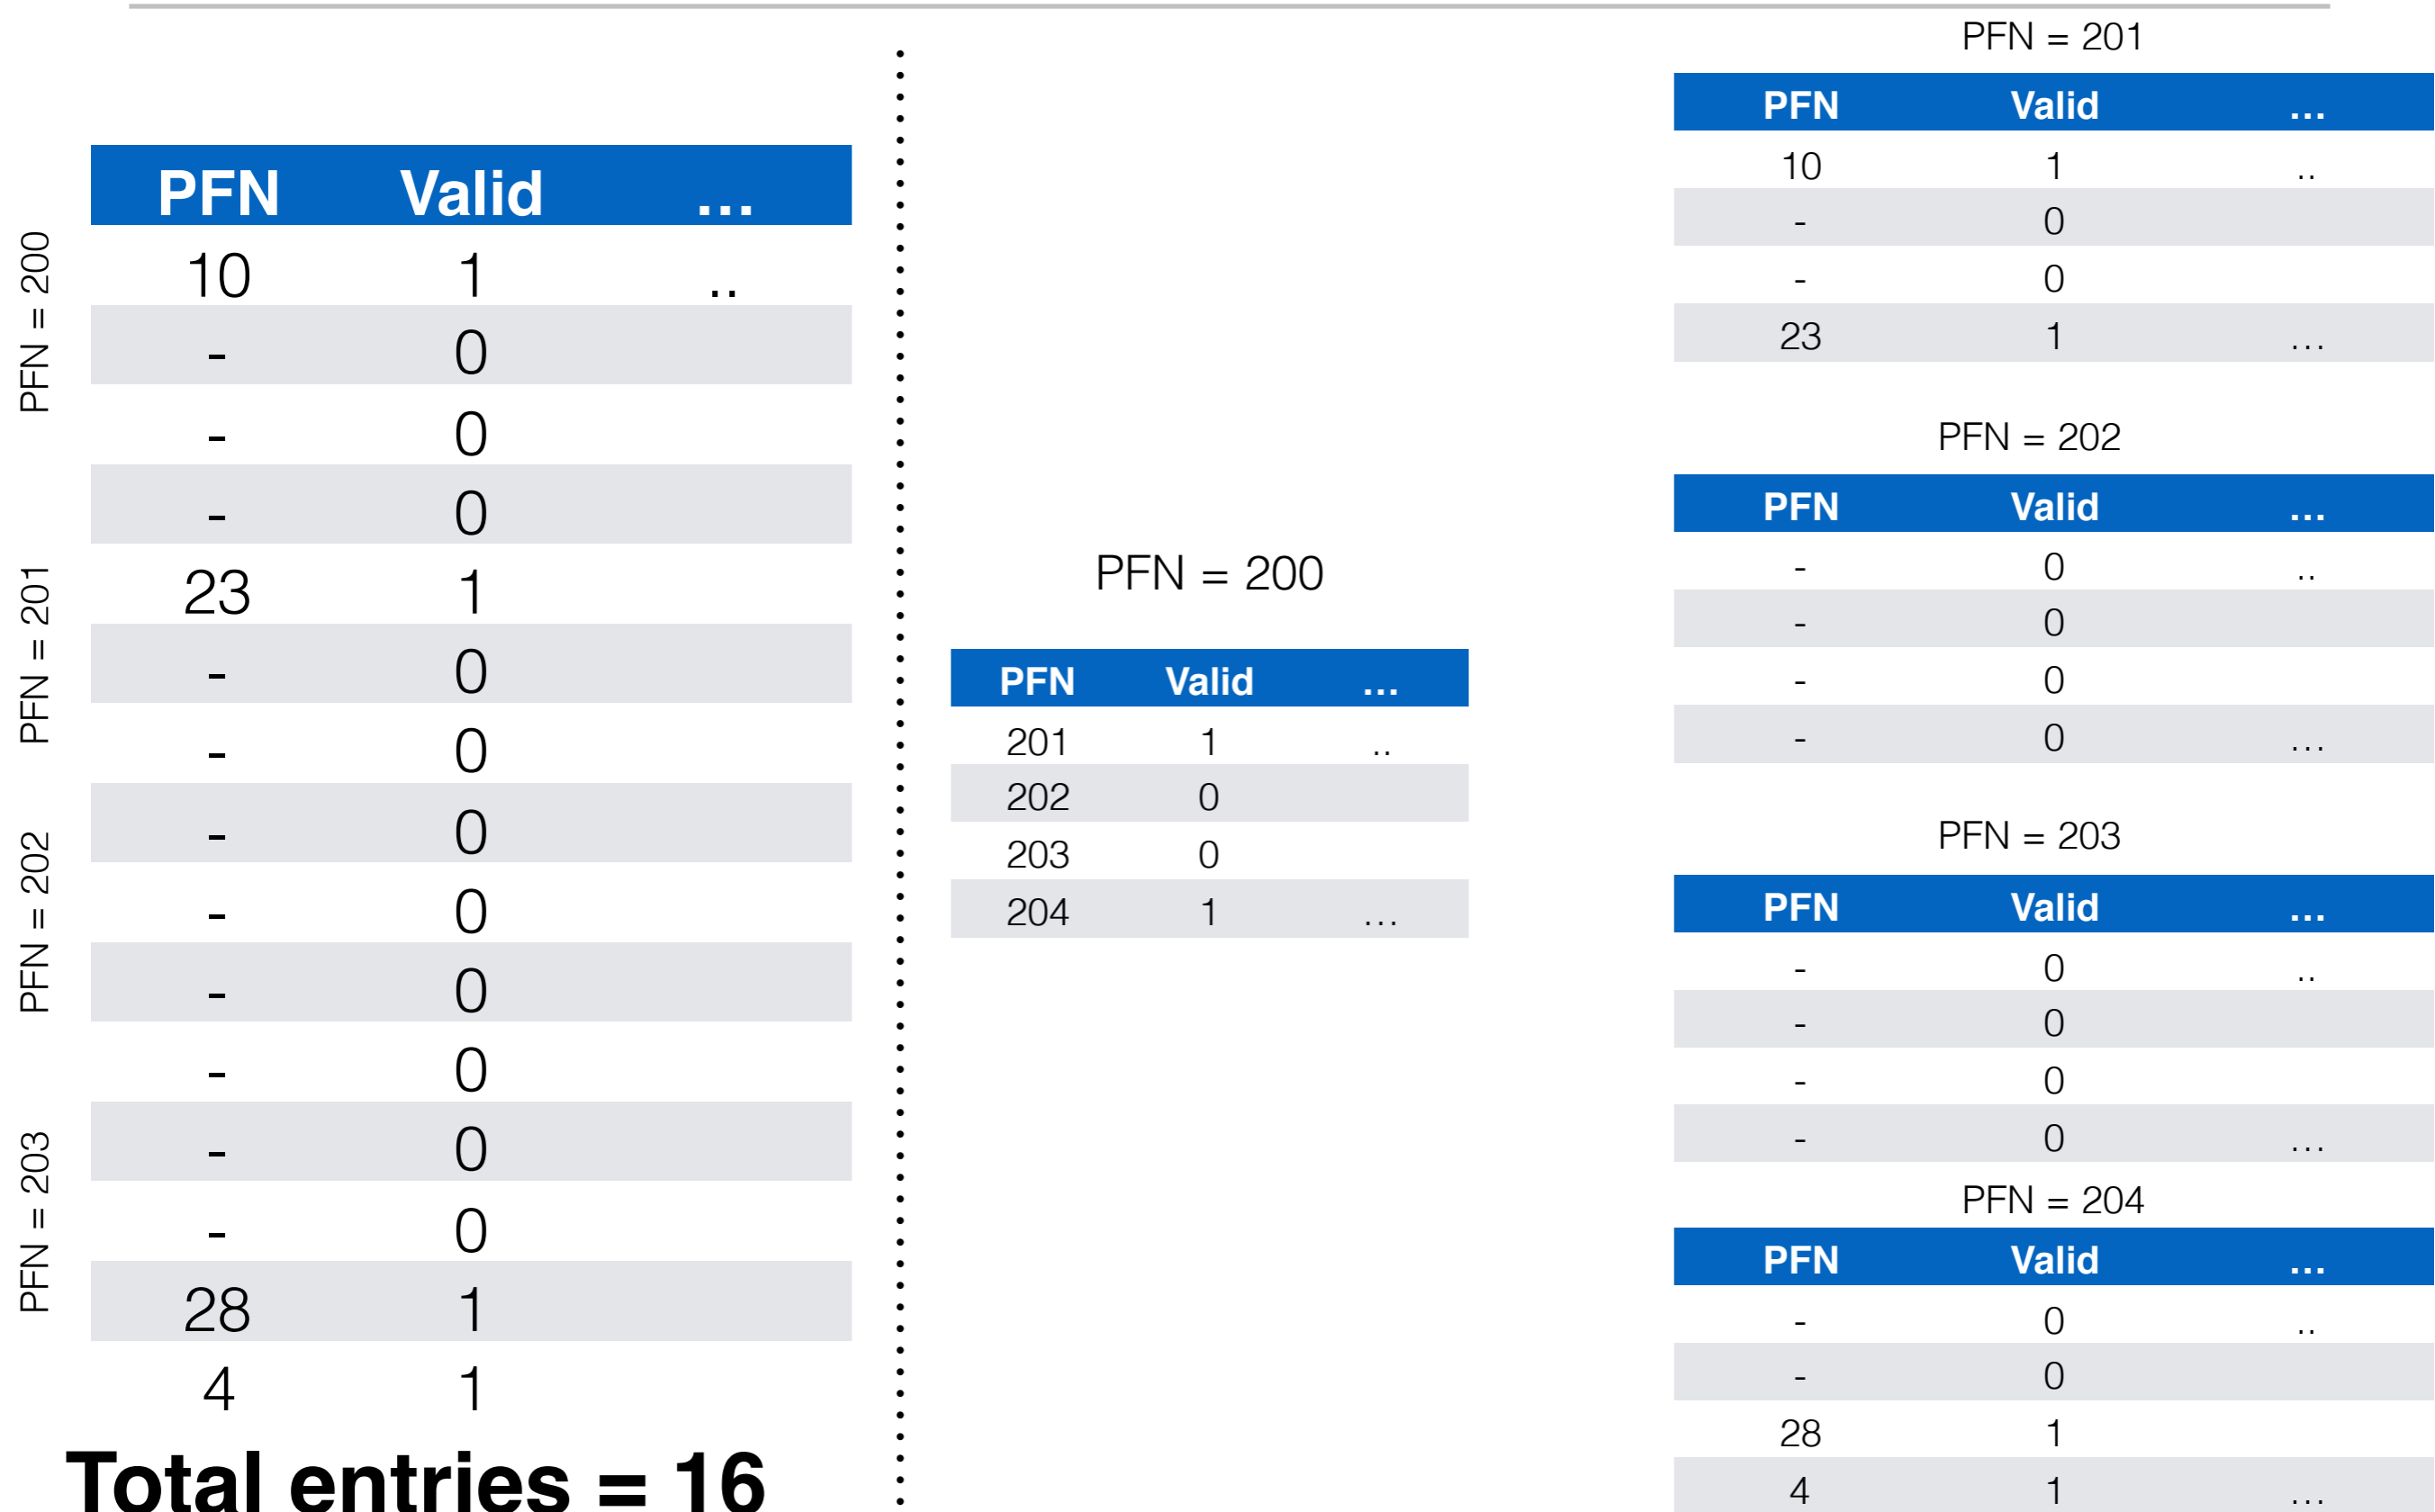 PFN = 200
PFN = 201
PFN = 202
PFN = 203
PFN Valid ...
10 1 ..
- 0
- 0
- 0
23 1
- 0
- 0
- 0
- 0
- 0
- 0
- 0
- 0
28 1
4 1
Total entries = 16
PFN = 200
PFN Valid ...
201 1 ..
202 0
203 0
204 1 ...
PFN = 201
PFN Valid ...
10 1 ..
- 0
- 0
23 1 ...
PFN = 202
PFN Valid ...
- 0 ..
- 0
- 0
- 0 ...
PFN = 203
PFN Valid ...
- 0 ..
- 0
- 0
- 0 ...
PFN = 204
PFN Valid ...
- 0 ..
- 0
28 1
4 1 ...